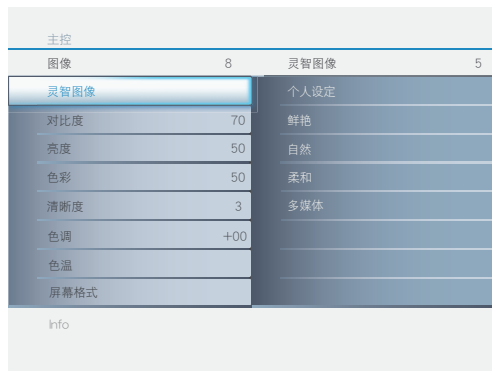 主控
图像 8 灵智图像 5
灵智图像 个人设定
对比度 70 鲜艳
亮度 50 自然
色彩 50 柔和
清晰度 3 多媒体
色调 +00
色温
屏幕格式
Info